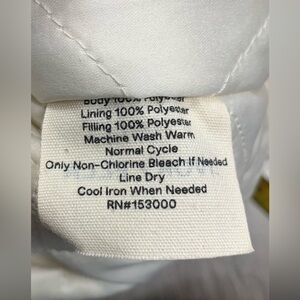 Body 100% Polyester
Lining 100% Polyester
Filling 100% Polyester
Machine Wash Warm
Normal Cycle
Only Non-Chlorine Bleach If Needed
Line Dry
Cool Iron When Needed
RN#153000